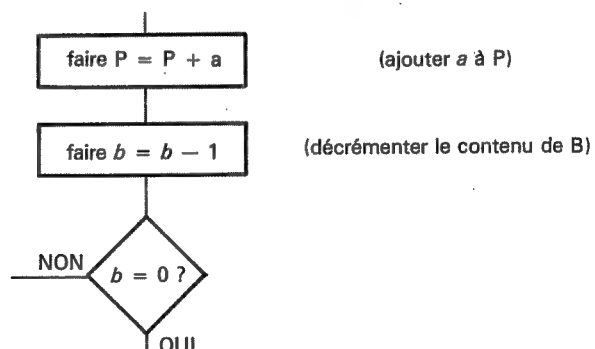 faire P = P + a (ajouter a à P)
faire b = b — 1 (décrémenter le contenu de B)
NON
b = 0 ?
OUI